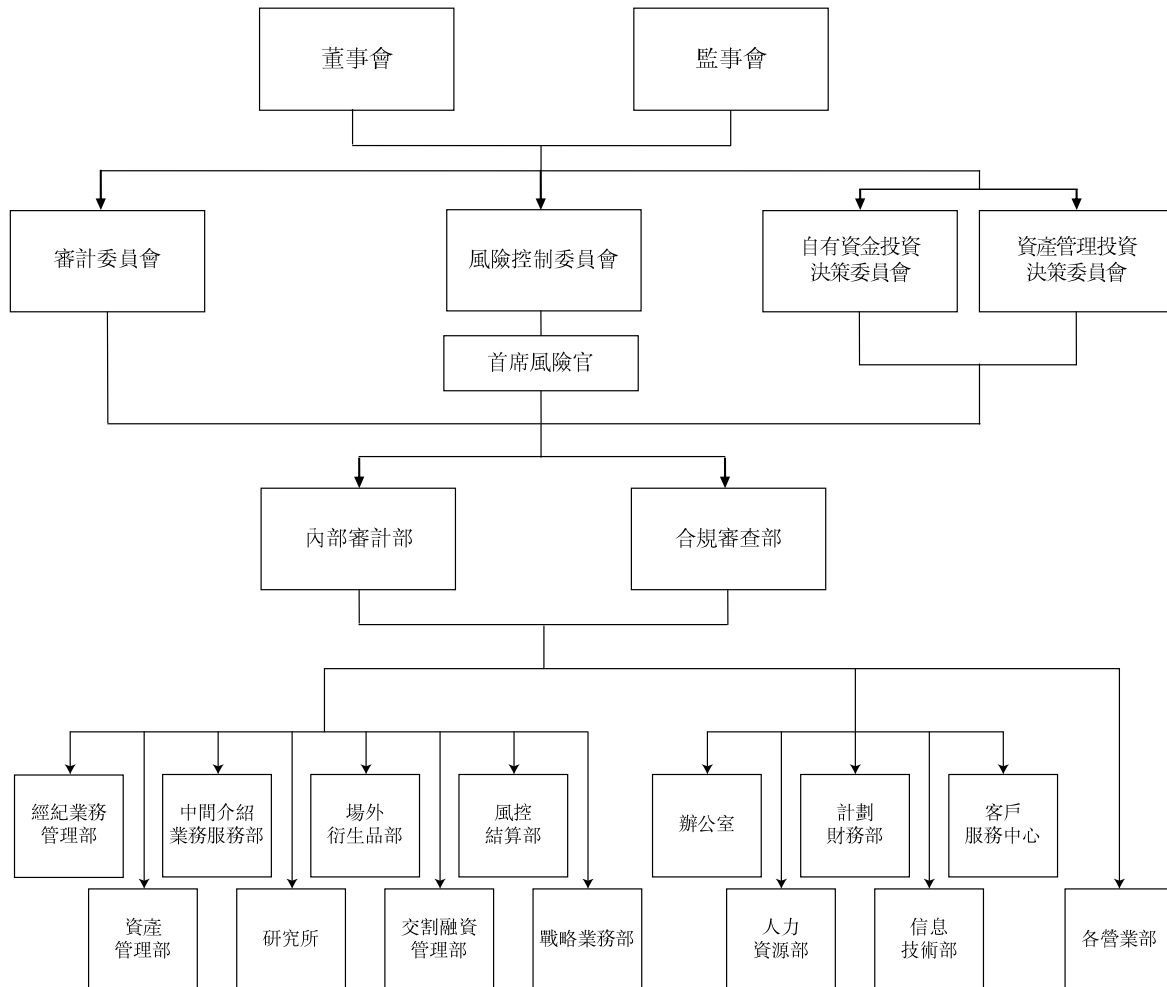 董事會
監事會
審計委員會
風險控制委員會
自有資金投資
決策委員會
資產管理投資
決策委員會
首席風險官
內部審計部
合規審查部
經紀業務
管理部
中間介紹
業務服務部
場外
衍生品部
風控
結算部
辦公室
計劃
財務部
客戶
服務中心
資產
管理部
研究所
交割融資
管理部
戰略業務部
人力
資源部
信息
技術部
各營業部